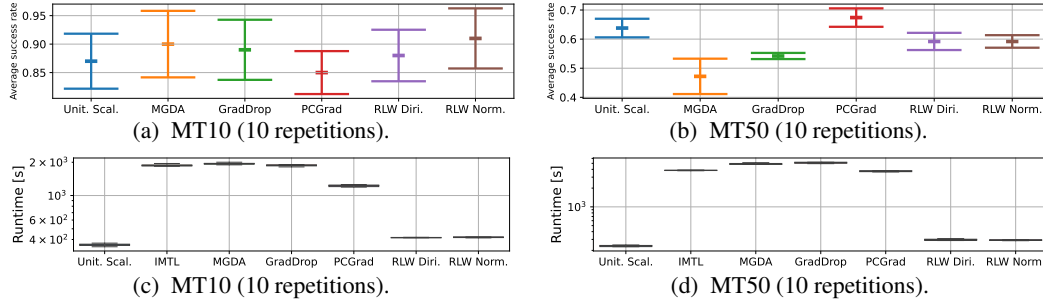 Average success rate
0.95
0.90
0.85
Unit. Scal. MGDA GradDrop PCGrad RLW Diri. RLW Norm.
(a) MT10 (10 repetitions).
Average success rate
0.7
0.6
0.5
0.4
Unit. Scal. MGDA GradDrop PCGrad RLW Diri. RLW Norm.
(b) MT50 (10 repetitions).
Runtime [s]
2 × 10³
10³
6 × 10²
4 × 10²
Unit. Scal. IMTL MGDA GradDrop PCGrad RLW Diri. RLW Norm.
(c) MT10 (10 repetitions).
Runtime [s]
10³
Unit. Scal. IMTL MGDA GradDrop PCGrad RLW Diri. RLW Norm.
(d) MT50 (10 repetitions).